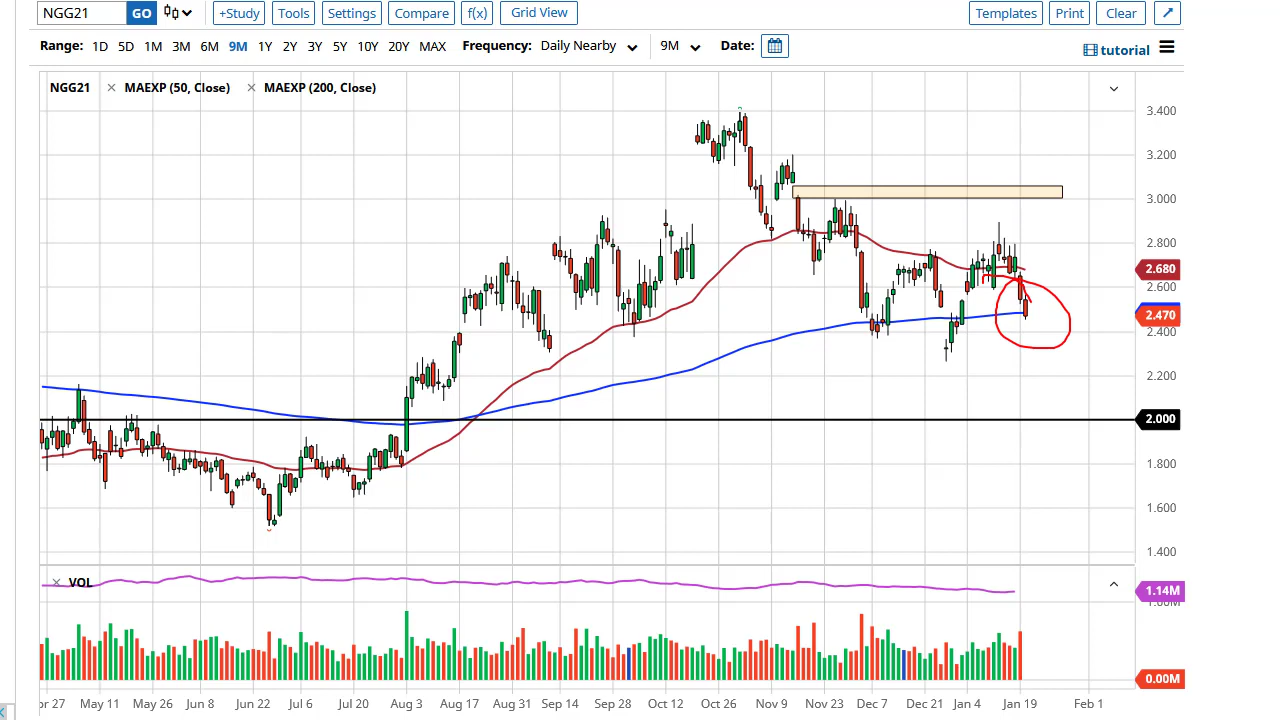 NGG21 GO +Study Tools Settings Compare f(x) Grid View Templates Print Clear
Range: 1D 5D 1M 3M 6M 9M 1Y 2Y 3Y 5Y 10Y 20Y MAX Frequency: Daily Nearby 9M Date: tutorial
NGG21 × MAEXP (50, Close) × MAEXP (200, Close)
3.400
3.200
3.000
2.800
2.680
2.600
2.470
2.400
2.200
2.000
1.800
1.600
1.400
× VOL
1.14M
1.00M
0.00M
pr 27 May 11 May 26 Jun 8 Jun 22 Jul 6 Jul 20 Aug 3 Aug 17 Aug 31 Sep 14 Sep 28 Oct 12 Oct 26 Nov 9 Nov 23 Dec 7 Dec 21 Jan 4 Jan 19 Feb 1